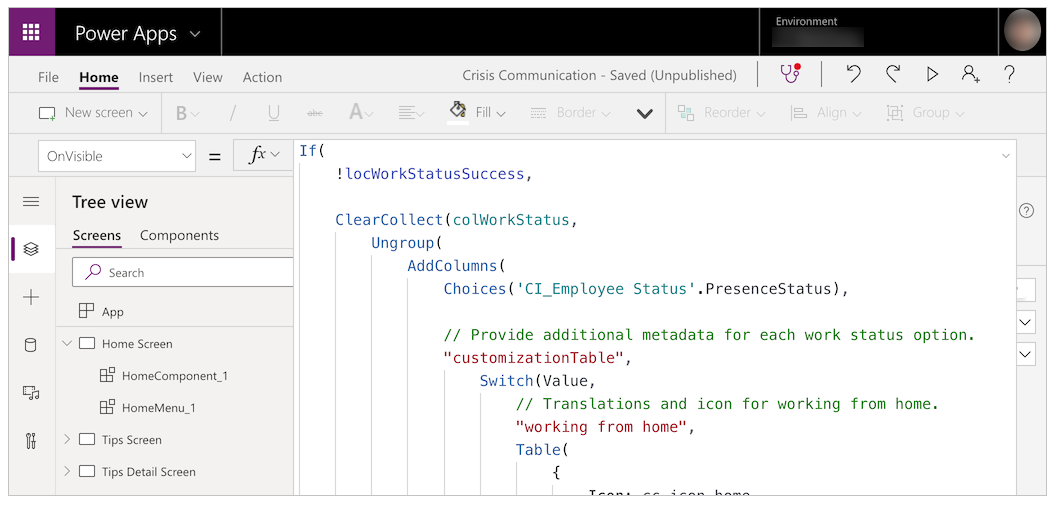 Power Apps
Environment
File Home Insert View Action
Crisis Communication - Saved (Unpublished)
New screen B / U abc A Fill Border Reorder Align Group
OnVisible = fx If(
!locWorkStatusSuccess,
ClearCollect(colWorkStatus,
Ungroup(
AddColumns(
Choices('CI_Employee Status'.PresenceStatus),
// Provide additional metadata for each work status option.
"customizationTable",
Switch(Value,
// Translations and icon for working from home.
"working from home",
Table(
{
Tree view
Screens Components
Search
App
Home Screen
HomeComponent_1
HomeMenu_1
Tips Screen
Tips Detail Screen